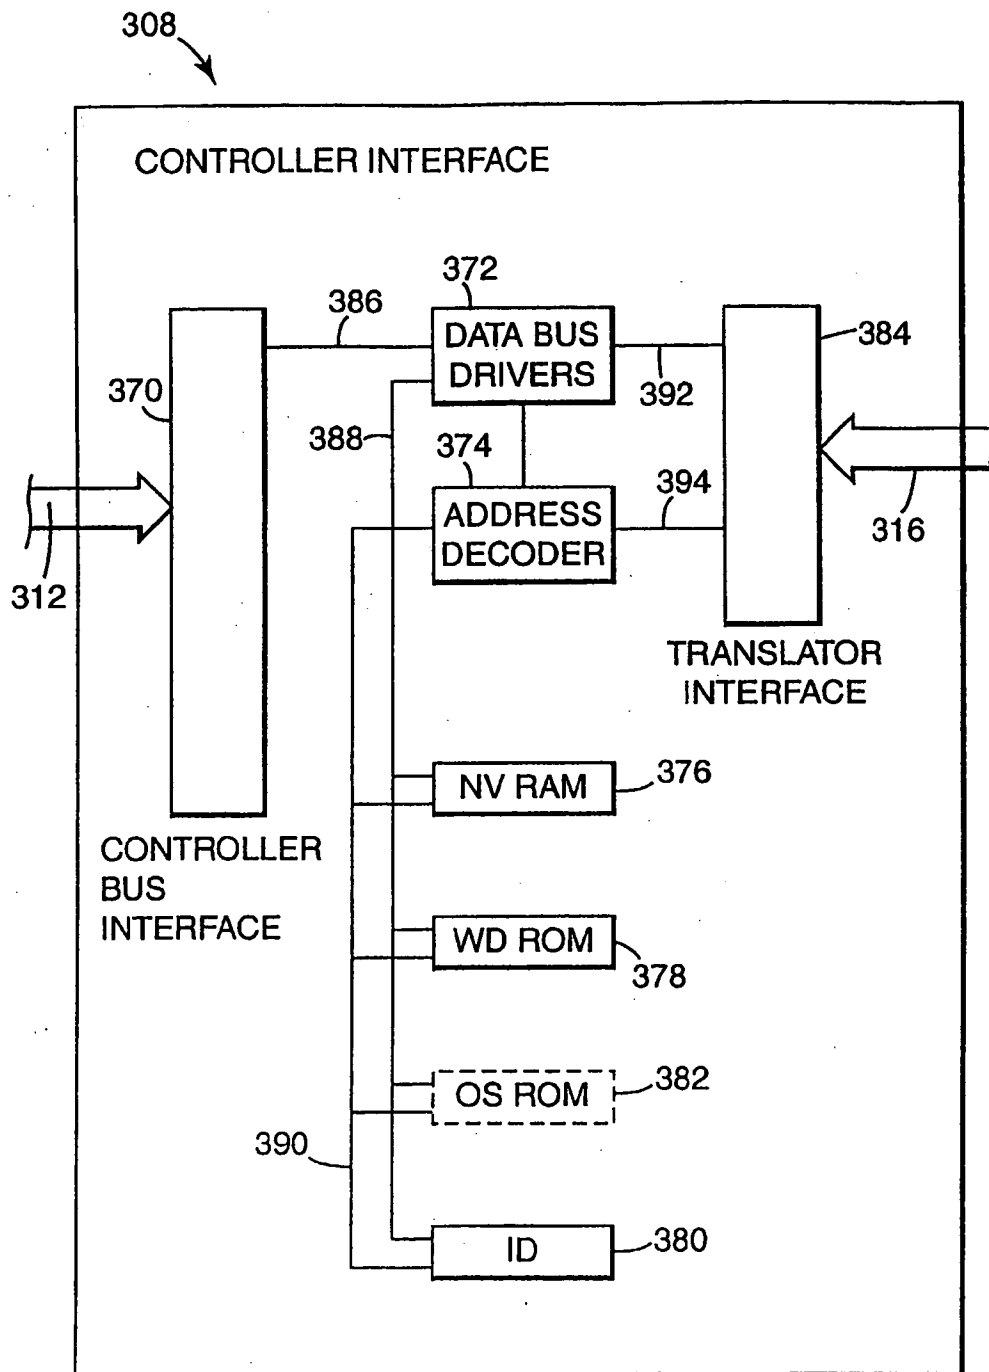 308
CONTROLLER INTERFACE
372
386
DATA BUS
DRIVERS
384
370
392
388
374
394
ADDRESS
DECODER
316
312
TRANSLATOR
INTERFACE
NV RAM
376
CONTROLLER
BUS
INTERFACE
WD ROM
378
OS ROM
382
390
ID
380